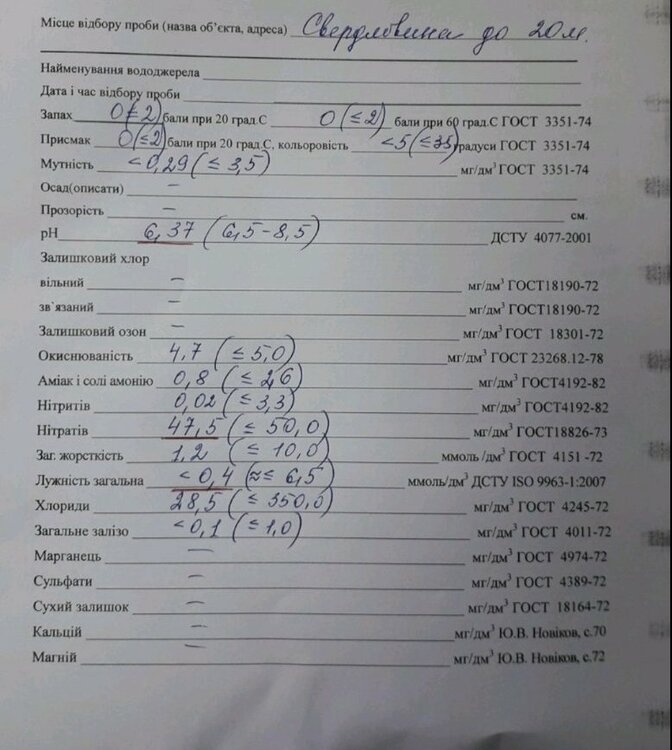 Місце відбору проби (назва об'єкта, адреса) Свердловина до 20м.
Найменування вододжерела
Дата і час відбору проби
Запах 0(≤2) бали при 20 град.С 0(≤2) бали при 60 град.С ГОСТ 3351-74
Присмак 0(≤2) бали при 20 град.С, кольоровість <5(≤35) градуси ГОСТ 3351-74
Мутність <0,29(≤3,5) мг/дм³ ГОСТ 3351-74
Осад(описати) –
Прозорість – см.
рН 6,37 (6,5-8,5) ДСТУ 4077-2001
Залишковий хлор
вільний – мг/дм³ ГОСТ18190-72
зв`язаний – мг/дм³ ГОСТ18190-72
Залишковий озон – мг/дм³ ГОСТ 18301-72
Окиснюваність 4,7 (≤5,0) мг/дм³ ГОСТ 23268.12-78
Аміак і солі амонію 0,8 (≤2,6) мг/дм³ ГОСТ4192-82
Нітритів 0,02 (≤3,3) мг/дм³ ГОСТ4192-82
Нітратів 47,5 (≤50,0) мг/дм³ ГОСТ18826-73
Заг. жорсткість 1,2 (≤10,0) ммоль /дм³ ГОСТ 4151 -72
Лужність загальна <0,4 (≈≤6,5) ммоль/дм³ ДСТУ ISO 9963-1:2007
Хлориди 28,5 (≤350,0) мг/дм³ ГОСТ 4245-72
Загальне залізо <0,1 (≤1,0) мг/дм³ ГОСТ 4011-72
Марганець – мг/дм³ ГОСТ 4974-72
Сульфати – мг/дм³ ГОСТ 4389-72
Сухий залишок – мг/дм³ ГОСТ 18164-72
Кальцій – мг/дм³ Ю.В. Новіков, с.70
Магній – мг/дм³ Ю.В. Новіков, с.72